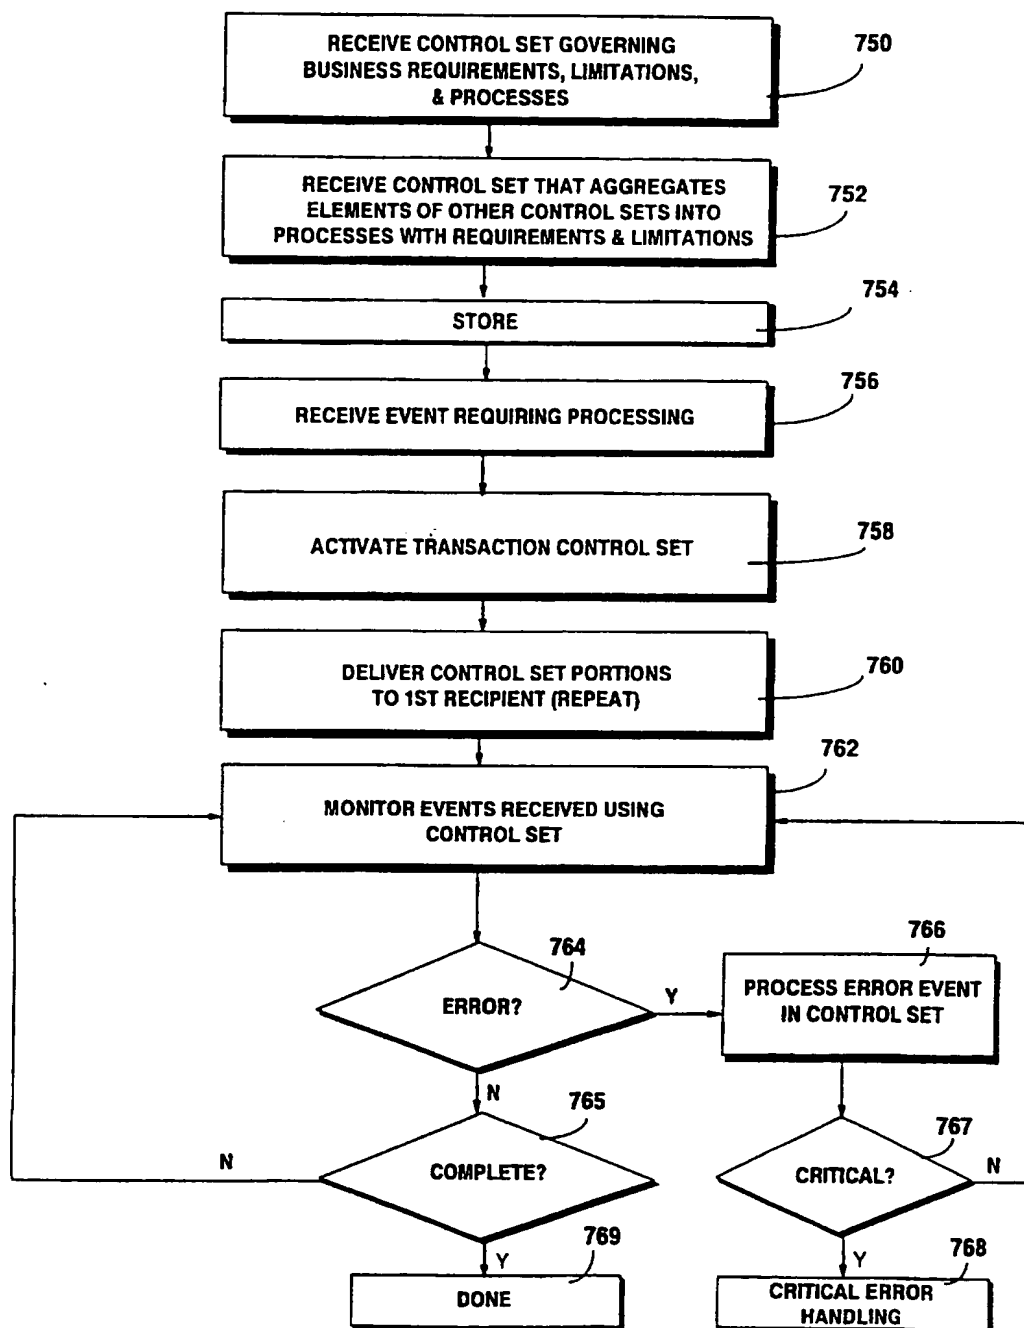 RECEIVE CONTROL SET GOVERNING
BUSINESS REQUIREMENTS, LIMITATIONS,
& PROCESSES
750
RECEIVE CONTROL SET THAT AGGREGATES
ELEMENTS OF OTHER CONTROL SETS INTO
PROCESSES WITH REQUIREMENTS & LIMITATIONS
752
STORE
754
RECEIVE EVENT REQUIRING PROCESSING
756
ACTIVATE TRANSACTION CONTROL SET
758
DELIVER CONTROL SET PORTIONS
TO 1ST RECIPIENT (REPEAT)
760
MONITOR EVENTS RECEIVED USING
CONTROL SET
762
ERROR?
764
Y
N
PROCESS ERROR EVENT
IN CONTROL SET
766
COMPLETE?
765
N
Y
CRITICAL?
767
N
Y
DONE
769
CRITICAL ERROR
HANDLING
768